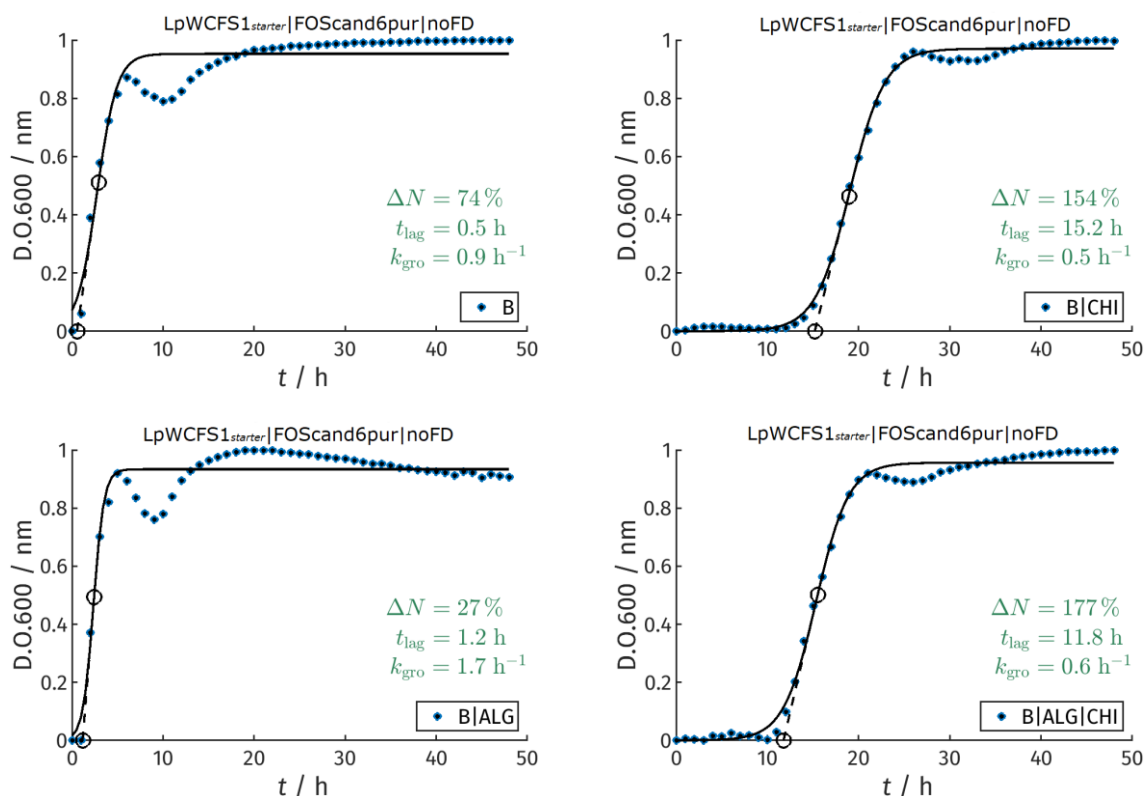 LpWCFS1starter|FOScand6pur|noFD
1
0.8
0.6
0.4
0.2
0
D.O.600 / nm
ΔN = 74 %
tlag = 0.5 h
kgro = 0.9 h−1
B
0 10 20 30 40 50
t / h
LpWCFS1starter|FOScand6pur|noFD
1
0.8
0.6
0.4
0.2
0
D.O.600 / nm
ΔN = 154 %
tlag = 15.2 h
kgro = 0.5 h−1
B|CHI
0 10 20 30 40 50
t / h
LpWCFS1starter|FOScand6pur|noFD
1
0.8
0.6
0.4
0.2
0
D.O.600 / nm
ΔN = 27 %
tlag = 1.2 h
kgro = 1.7 h−1
B|ALG
0 10 20 30 40 50
t / h
LpWCFS1starter|FOScand6pur|noFD
1
0.8
0.6
0.4
0.2
0
D.O.600 / nm
ΔN = 177 %
tlag = 11.8 h
kgro = 0.6 h−1
B|ALG|CHI
0 10 20 30 40 50
t / h